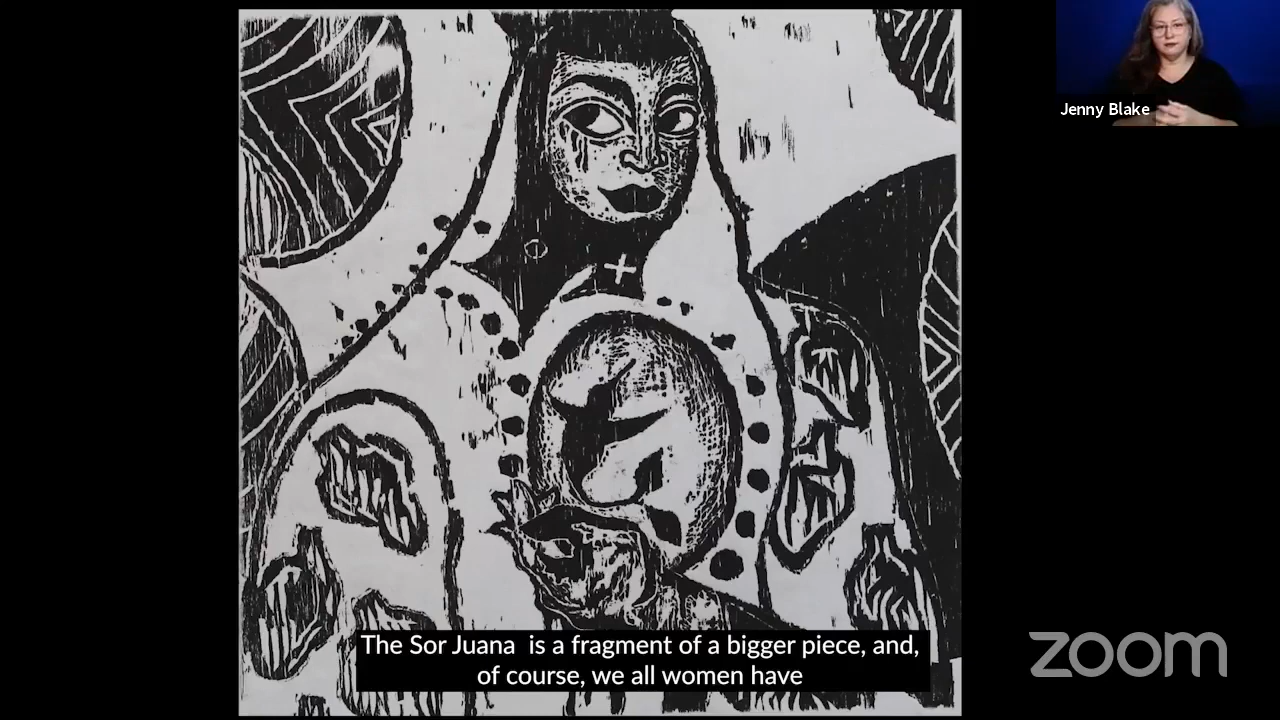 Jenny Blake
The Sor Juana is a fragment of a bigger piece, and,
of course, we all women have
zoom